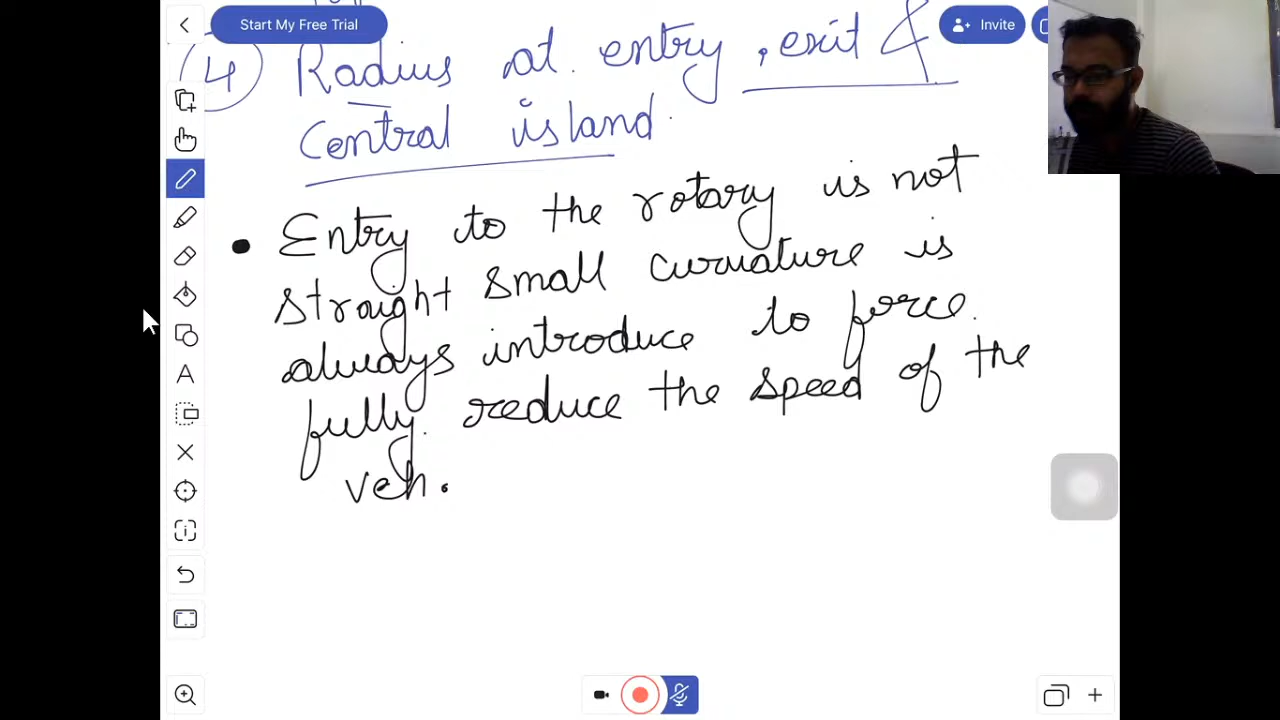 Start My Free Trial
Invite
4 Radius at entry, exit &
Central island
• Entry to the rotary is not
straight small curvature is
always introduce to force
fully reduce the speed of the
veh.